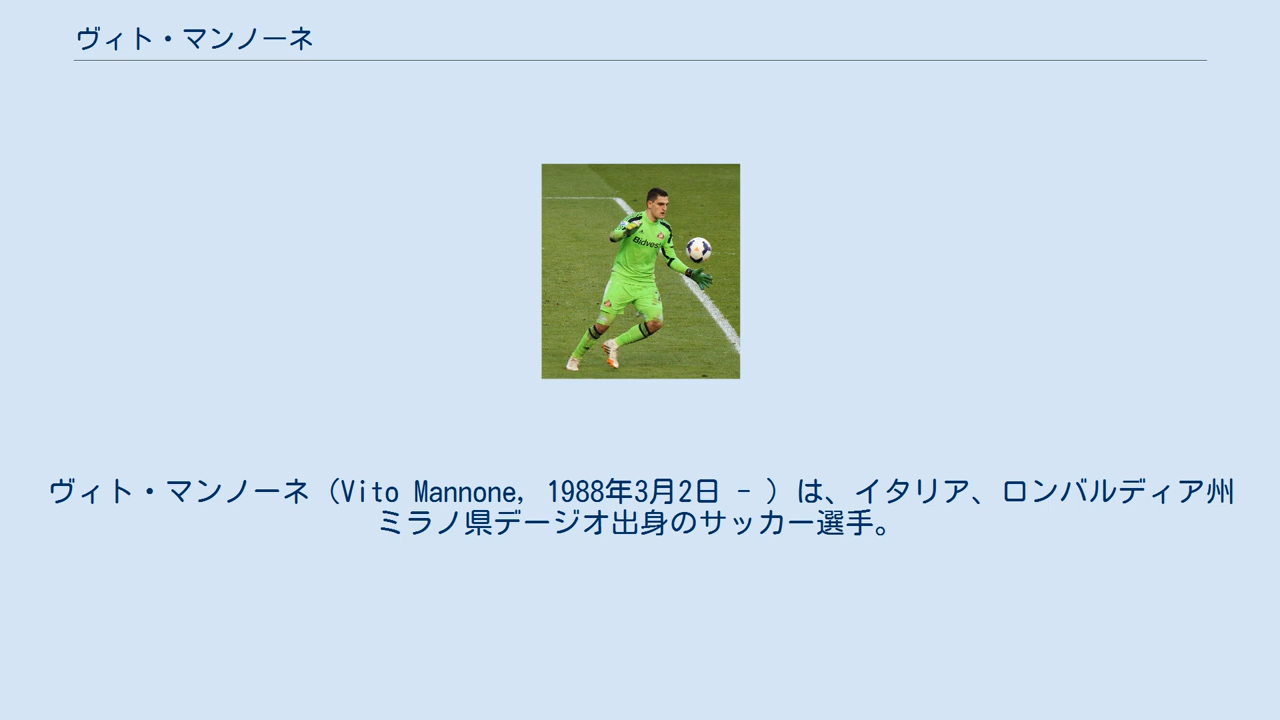 ヴィト・マンノーネ
Bidvest
ヴィト・マンノーネ（Vito Mannone, 1988年3月2日 - ）は、イタリア、ロンバルディア州
ミラノ県デージオ出身のサッカー選手。